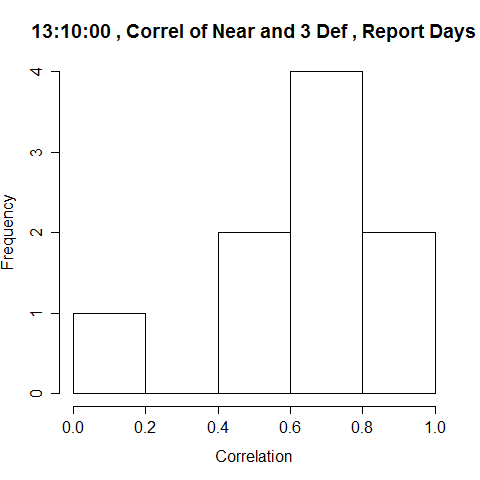 13:10:00 , Correl of Near and 3 Def , Report Days
Frequency
4
3
2
1
0
0.0 0.2 0.4 0.6 0.8 1.0
Correlation